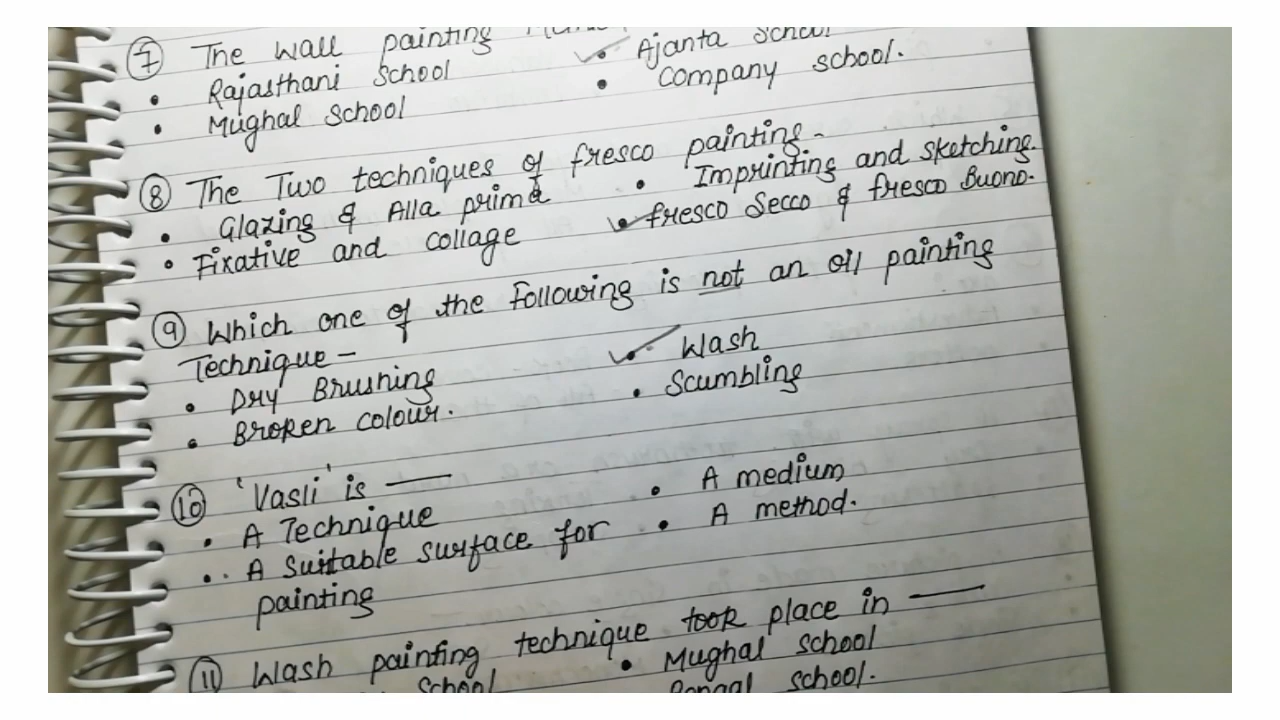 7 The Wall painting
• Rajasthani School • Ajanta School
• Mughal School • Company school.
8 The Two techniques of fresco painting-
• Glazing & Alla prima • Imprinting and sketching.
• Fixative and collage • fresco Secco & fresco Buono.
9 Which one of the Following is not an oil painting
Technique-
• Dry Brushing • Wash
• Broken colour. • Scumbling
10 'Vasli' is —
• A Technique • A medium
• A Suitable surface for • A method.
painting
11 Wash painting technique took place in —
School • Mughal School
school.